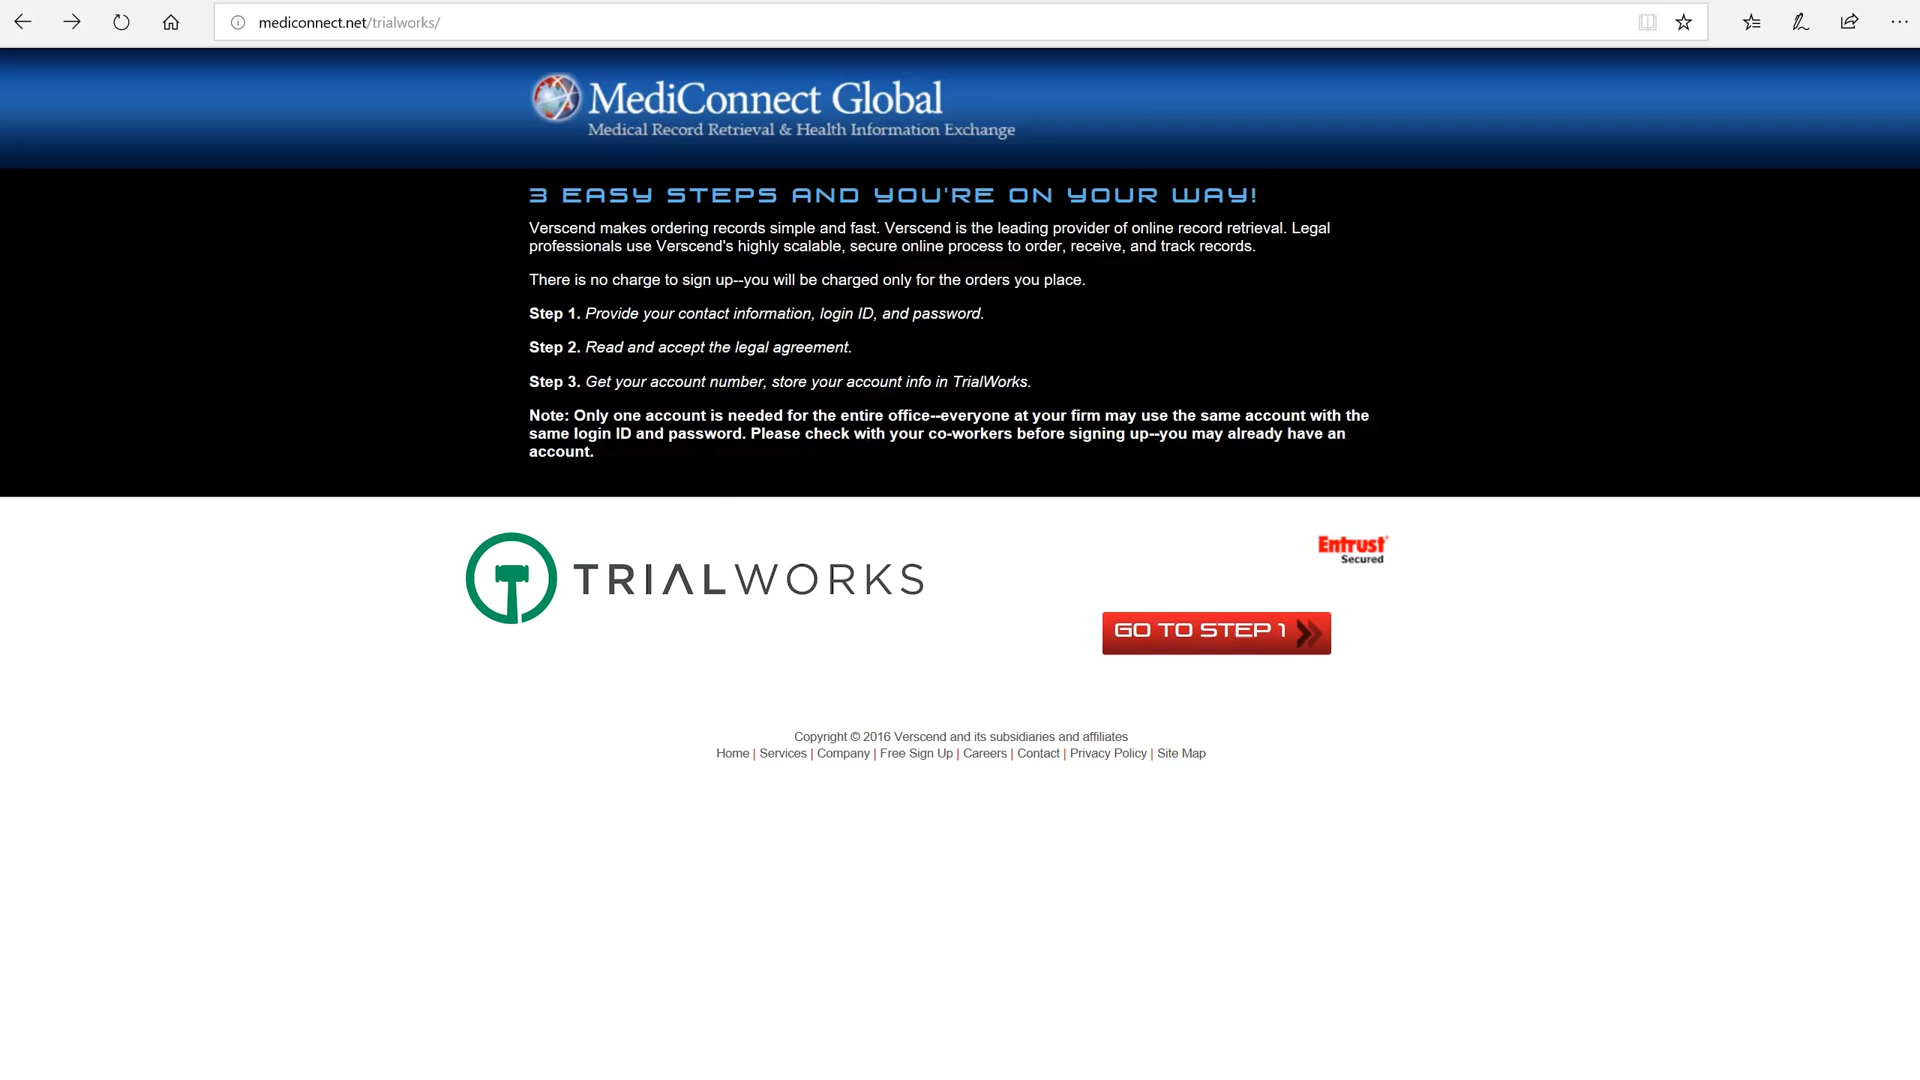 mediconnect.net/trialworks/
MediConnect Global
Medical Record Retrieval & Health Information Exchange
3 EASY STEPS AND YOU'RE ON YOUR WAY!
Verscend makes ordering records simple and fast. Verscend is the leading provider of online record retrieval. Legal
professionals use Verscend's highly scalable, secure online process to order, receive, and track records.
There is no charge to sign up--you will be charged only for the orders you place.
Step 1. Provide your contact information, login ID, and password.
Step 2. Read and accept the legal agreement.
Step 3. Get your account number, store your account info in TrialWorks.
Note: Only one account is needed for the entire office--everyone at your firm may use the same account with the
same login ID and password. Please check with your co-workers before signing up--you may already have an
account.
TRIALWORKS
Entrust
Secured
GO TO STEP 1
Copyright © 2016 Verscend and its subsidiaries and affiliates
Home | Services | Company | Free Sign Up | Careers | Contact | Privacy Policy | Site Map